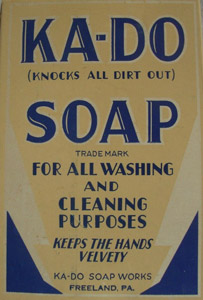 KA-DO
(KNOCKS ALL DIRT OUT)
SOAP
TRADE MARK
FOR ALL WASHING
AND
CLEANING
PURPOSES
KEEPS THE HANDS
VELVETY
KA-DO SOAP WORKS
FREELAND, PA.